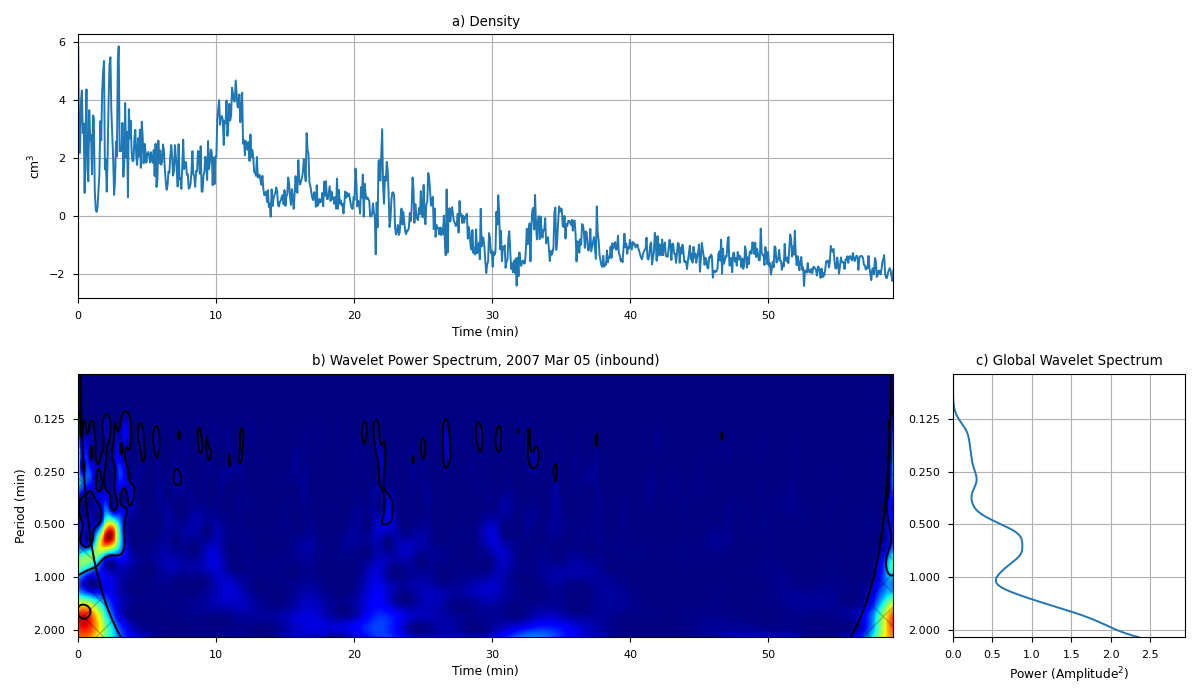 a) Density
6
4
2
0
−2
cm³
0 10 20 30 40 50
Time (min)
b) Wavelet Power Spectrum, 2007 Mar 05 (inbound)
0.125
0.250
0.500
1.000
2.000
Period (min)
0 10 20 30 40 50
Time (min)
c) Global Wavelet Spectrum
0.125
0.250
0.500
1.000
2.000
0.0 0.5 1.0 1.5 2.0 2.5
Power (Amplitude²)